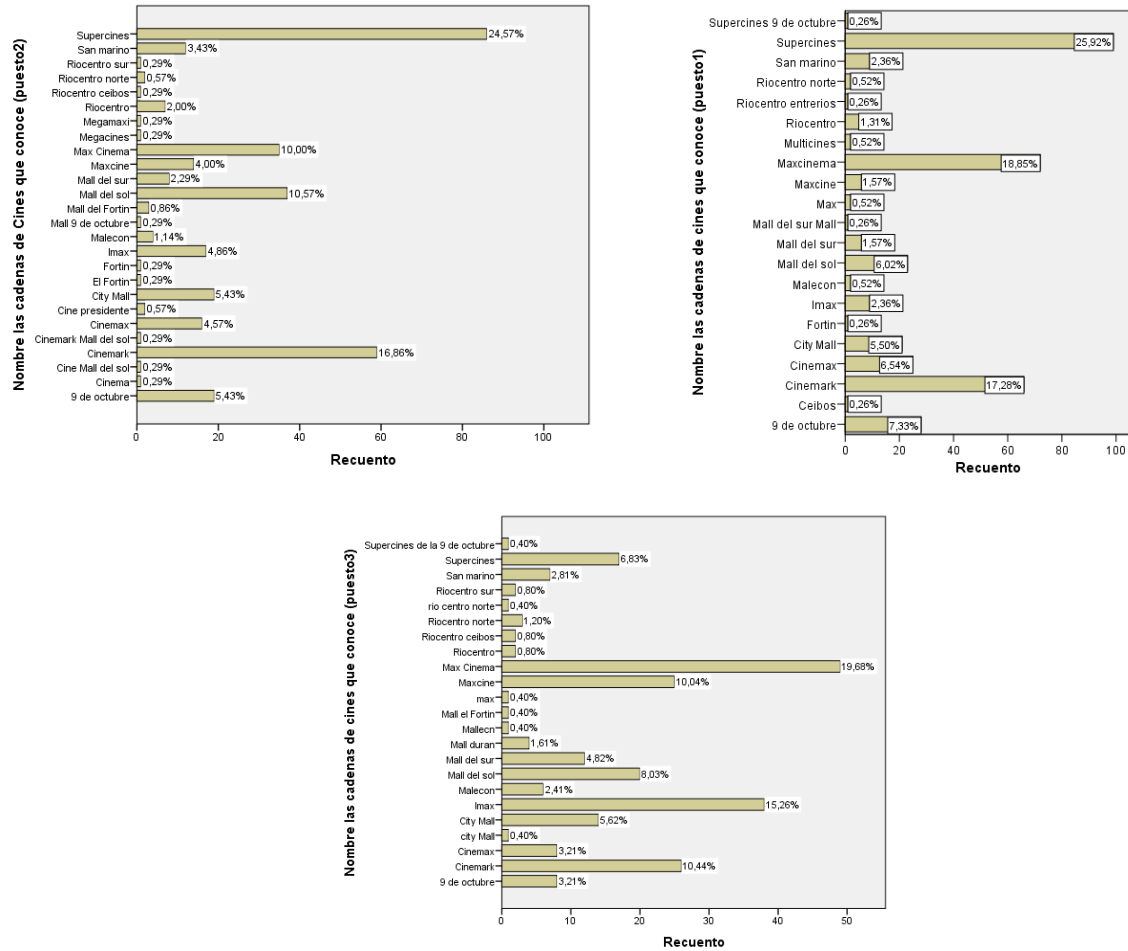 Nombre las cadenas de Cines que conoce (puesto2)
Supercines 24,57%
San marino 3,43%
Riocentro sur 0,29%
Riocentro norte 0,57%
Riocentro ceibos 0,29%
Riocentro 2,00%
Megamaxi 0,29%
Megacines 0,29%
Max Cinema 10,00%
Maxcine 4,00%
Mall del sur 2,29%
Mall del sol 10,57%
Mall del Fortin 0,86%
Mall 9 de octubre 0,29%
Malecon 1,14%
Imax 4,86%
Fortin 0,29%
El Fortin 0,29%
City Mall 5,43%
Cine presidente 0,57%
Cinemax 4,57%
Cinemark Mall del sol 0,29%
Cinemark 16,86%
Cine Mall del sol 0,29%
Cinema 0,29%
9 de octubre 5,43%
0 20 40 60 80 100
Recuento
Nombre las cadenas de cines que conoce (puesto1)
Supercines 9 de octubre 0,26%
Supercines 25,92%
San marino 2,36%
Riocentro norte 0,52%
Riocentro entrerios 0,26%
Riocentro 1,31%
Multicines 0,52%
Maxcinema 18,85%
Maxcine 1,57%
Max 0,52%
Mall del sur Mall 0,26%
Mall del sur 1,57%
Mall del sol 6,02%
Malecon 0,52%
Imax 2,36%
Fortin 0,26%
City Mall 5,50%
Cinemax 6,54%
Cinemark 17,28%
Ceibos 0,26%
9 de octubre 7,33%
0 20 40 60 80 100
Recuento
Nombre las cadenas de cines que conoce (puesto3)
Supercines de la 9 de octubre 0,40%
Supercines 6,83%
San marino 2,81%
Riocentro sur 0,80%
rio centro norte 0,40%
Riocentro norte 1,20%
Riocentro ceibos 0,80%
Riocentro 0,80%
Max Cinema 19,68%
Maxcine 10,04%
max 0,40%
Mall el Fortin 0,40%
Mallecn 0,40%
Mall duran 1,61%
Mall del sur 4,82%
Mall del sol 8,03%
Malecon 2,41%
Imax 15,26%
City Mall 5,62%
city Mall 0,40%
Cinemax 3,21%
Cinemark 10,44%
9 de octubre 3,21%
0 10 20 30 40 50
Recuento